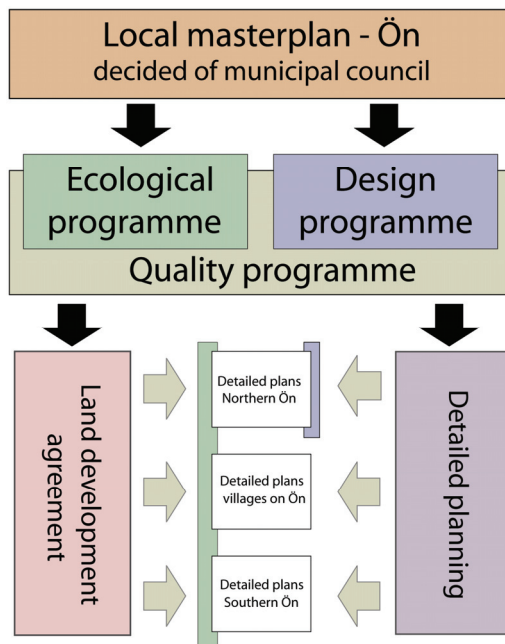 Local masterplan - Ön
decided of municipal council
Ecological
programme
Design
programme
Quality programme
Land development
agreement
Detailed plans
Northern Ön
Detailed plans
villages on Ön
Detailed plans
Southern Ön
Detailed planning